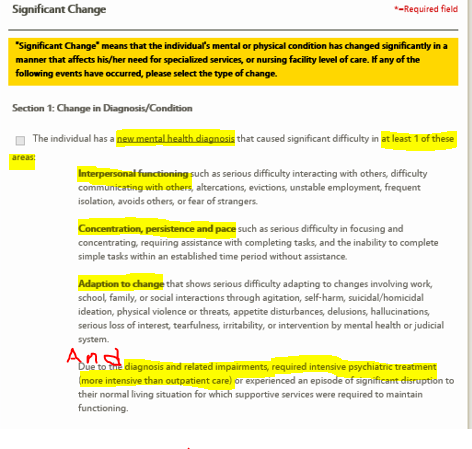 Significant Change
*=Required field
"Significant Change" means that the individual's mental or physical condition has changed significantly in a
manner that affects his/her need for specialized services, or nursing facility level of care. If any of the
following events have occurred, please select the type of change.
Section 1: Change in Diagnosis/Condition
The individual has a new mental health diagnosis that caused significant difficulty in at least 1 of these
areas:
Interpersonal functioning such as serious difficulty interacting with others, difficulty
communicating with others, altercations, evictions, unstable employment, frequent
isolation, avoids others, or fear of strangers.
Concentration, persistence and pace such as serious difficulty in focusing and
concentrating, requiring assistance with completing tasks, and the inability to complete
simple tasks within an established time period without assistance.
Adaption to change that shows serious difficulty adapting to changes involving work,
school, family, or social interactions through agitation, self-harm, suicidal/homicidal
ideation, physical violence or threats, appetite disturbances, delusions, hallucinations,
serious loss of interest, tearfulness, irritability, or intervention by mental health or judicial
system.
And
Due to the diagnosis and related impairments, required intensive psychiatric treatment
(more intensive than outpatient care) or experienced an episode of significant disruption to
their normal living situation for which supportive services were required to maintain
functioning.